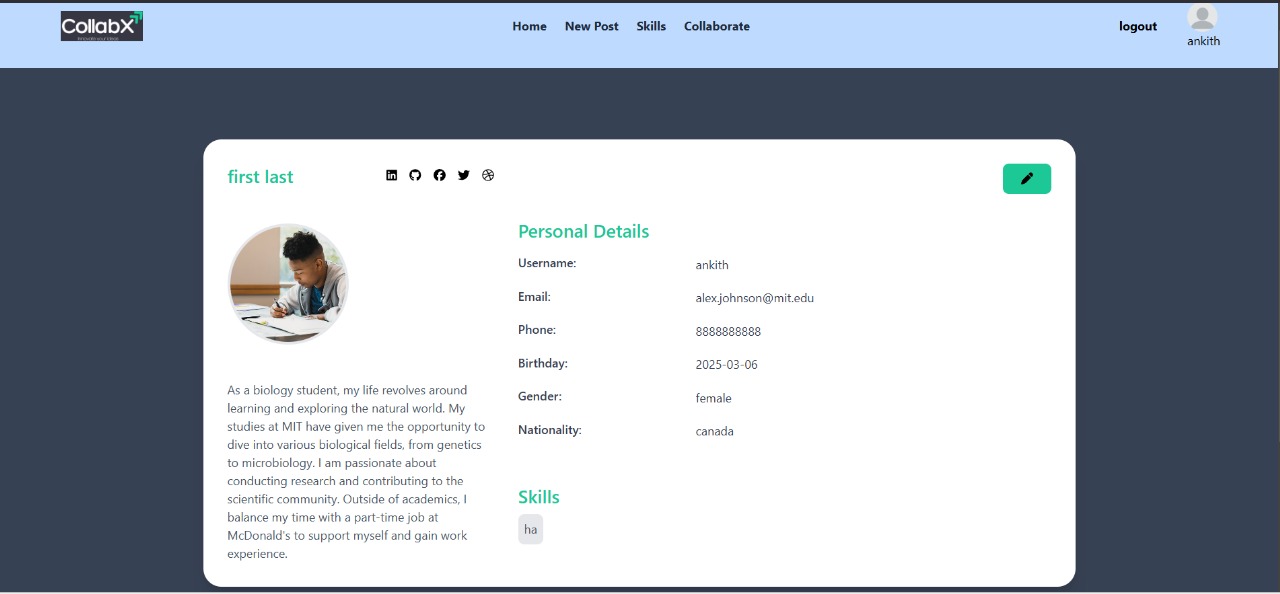 CollabX
Home New Post Skills Collaborate
logout
ankith
first last
Personal Details
Username: ankith
Email: alex.johnson@mit.edu
Phone: 8888888888
Birthday: 2025-03-06
Gender: female
Nationality: canada
As a biology student, my life revolves around
learning and exploring the natural world. My
studies at MIT have given me the opportunity to
dive into various biological fields, from genetics
to microbiology. I am passionate about
conducting research and contributing to the
scientific community. Outside of academics, I
balance my time with a part-time job at
McDonald's to support myself and gain work
experience.
Skills
ha